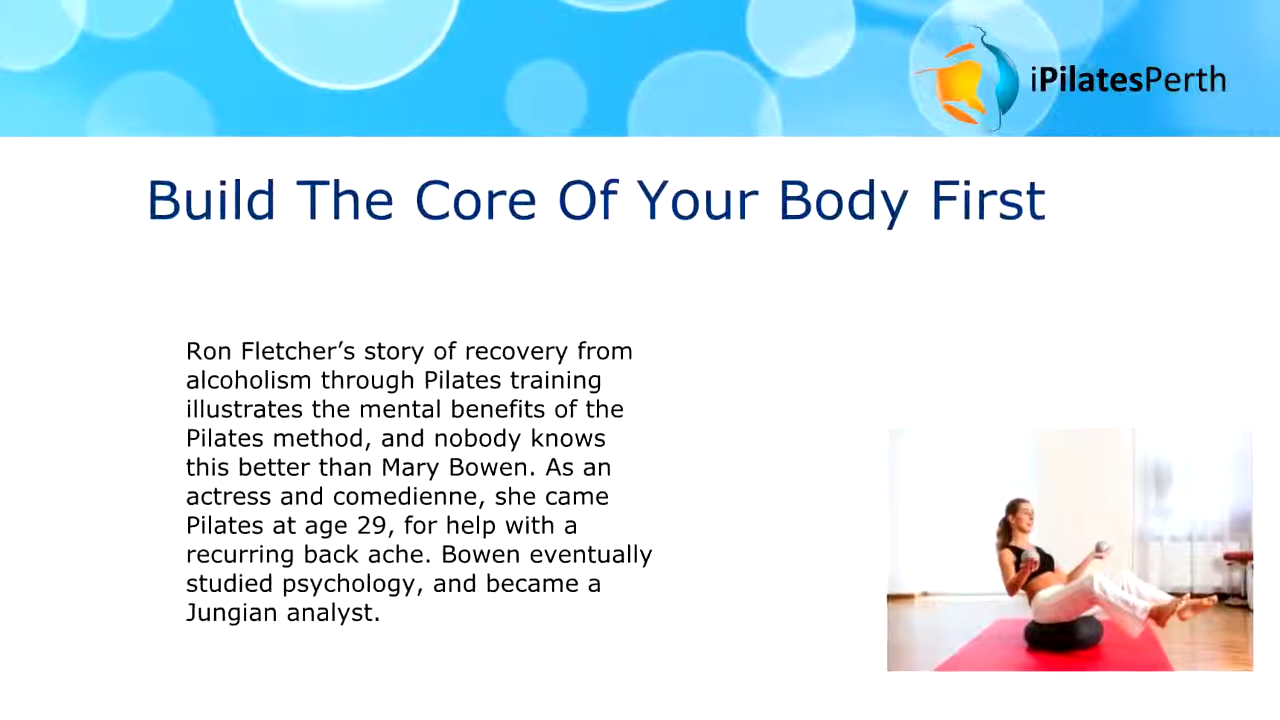 iPilatesPerth
Build The Core Of Your Body First
Ron Fletcher’s story of recovery from
alcoholism through Pilates training
illustrates the mental benefits of the
Pilates method, and nobody knows
this better than Mary Bowen. As an
actress and comedienne, she came
Pilates at age 29, for help with a
recurring back ache. Bowen eventually
studied psychology, and became a
Jungian analyst.